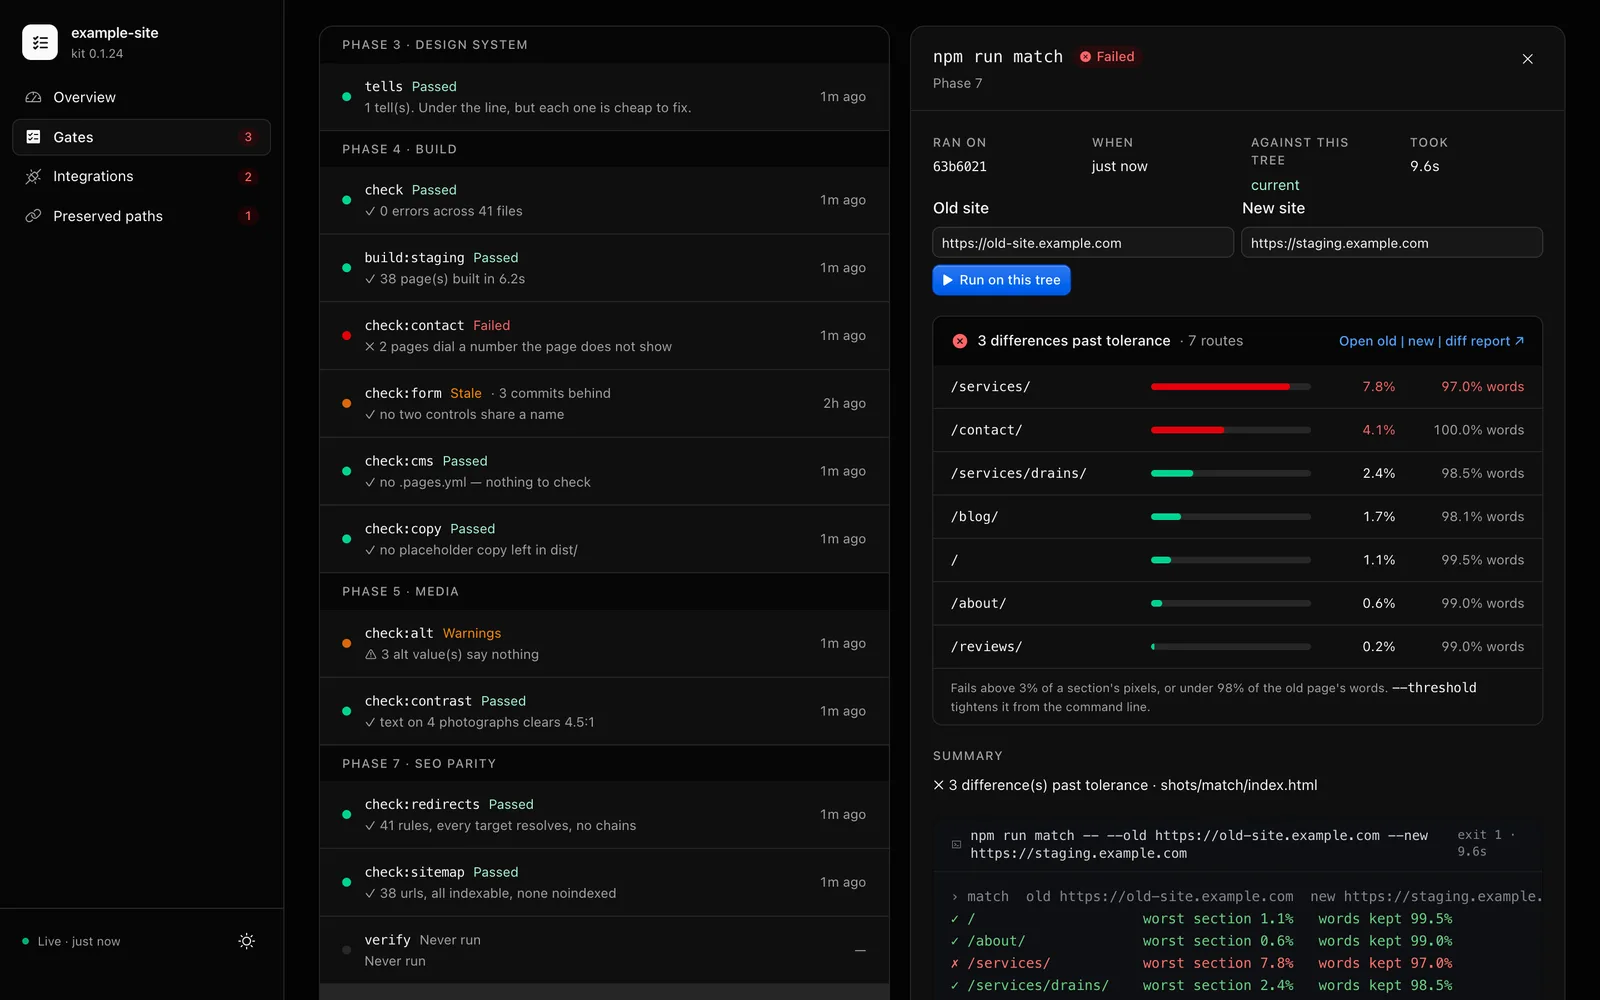 example-site
kit 0.1.24
Overview
Gates 3
Integrations 2
Preserved paths 1
Live · just now
PHASE 3 · DESIGN SYSTEM
tells Passed
1 tell(s). Under the line, but each one is cheap to fix.
1m ago
PHASE 4 · BUILD
check Passed
✓ 0 errors across 41 files
1m ago
build:staging Passed
✓ 38 page(s) built in 6.2s
1m ago
check:contact Failed
✕ 2 pages dial a number the page does not show
1m ago
check:form Stale · 3 commits behind
✓ no two controls share a name
2h ago
check:cms Passed
✓ no .pages.yml — nothing to check
1m ago
check:copy Passed
✓ no placeholder copy left in dist/
1m ago
PHASE 5 · MEDIA
check:alt Warnings
⚠ 3 alt value(s) say nothing
1m ago
check:contrast Passed
✓ text on 4 photographs clears 4.5:1
1m ago
PHASE 7 · SEO PARITY
check:redirects Passed
✓ 41 rules, every target resolves, no chains
1m ago
check:sitemap Passed
✓ 38 urls, all indexable, none noindexed
1m ago
verify Never run
Never run
—
npm run match Failed
Phase 7
RAN ON
63b6021
WHEN
just now
AGAINST THIS
TREE
current
TOOK
9.6s
Old site
https://old-site.example.com
New site
https://staging.example.com
Run on this tree
3 differences past tolerance · 7 routes
Open old | new | diff report ↗
/services/ 7.8% 97.0% words
/contact/ 4.1% 100.0% words
/services/drains/ 2.4% 98.5% words
/blog/ 1.7% 98.1% words
/ 1.1% 99.5% words
/about/ 0.6% 99.0% words
/reviews/ 0.2% 99.0% words
Fails above 3% of a section's pixels, or under 98% of the old page's words. --threshold
tightens it from the command line.
SUMMARY
✕ 3 difference(s) past tolerance · shots/match/index.html
npm run match -- --old https://old-site.example.com --new
https://staging.example.com
exit 1 ·
9.6s
› match old https://old-site.example.com new https://staging.example.
✓ / worst section 1.1% words kept 99.5%
✓ /about/ worst section 0.6% words kept 99.0%
✗ /services/ worst section 7.8% words kept 97.0%
✓ /services/drains/ worst section 2.4% words kept 98.5%